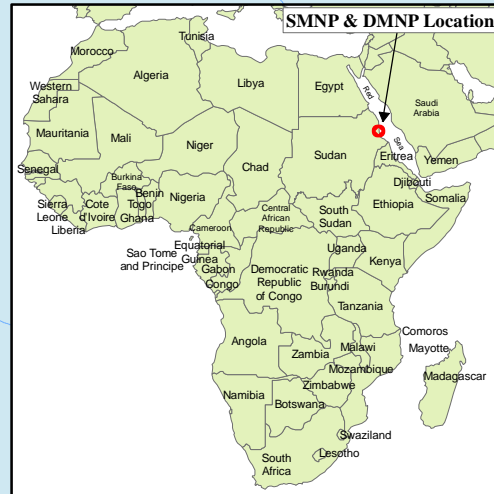 SMNP & DMNP Location
Tunisia
Morocco
Algeria
Libya
Egypt
Red
Sea
Saudi
Arabia
Western
Sahara
Mauritania
Mali
Niger
Chad
Sudan
Eritrea
Yemen
Senegal
Burkina
Faso
Benin
Togo
Ghana
Nigeria
Djibouti
Somalia
Ethiopia
Sierra
Leone
Liberia
Cote
d'Ivoire
Cameroon
Central
African
Republic
South
Sudan
Equatorial
Guinea
Sao Tome
and Principe
Gabon
Congo
Democratic
Republic
of Congo
Uganda
Kenya
Rwanda
Burundi
Tanzania
Comoros
Mayotte
Angola
Zambia
Malawi
Mozambique
Madagascar
Zimbabwe
Namibia
Botswana
Swaziland
Lesotho
South
Africa